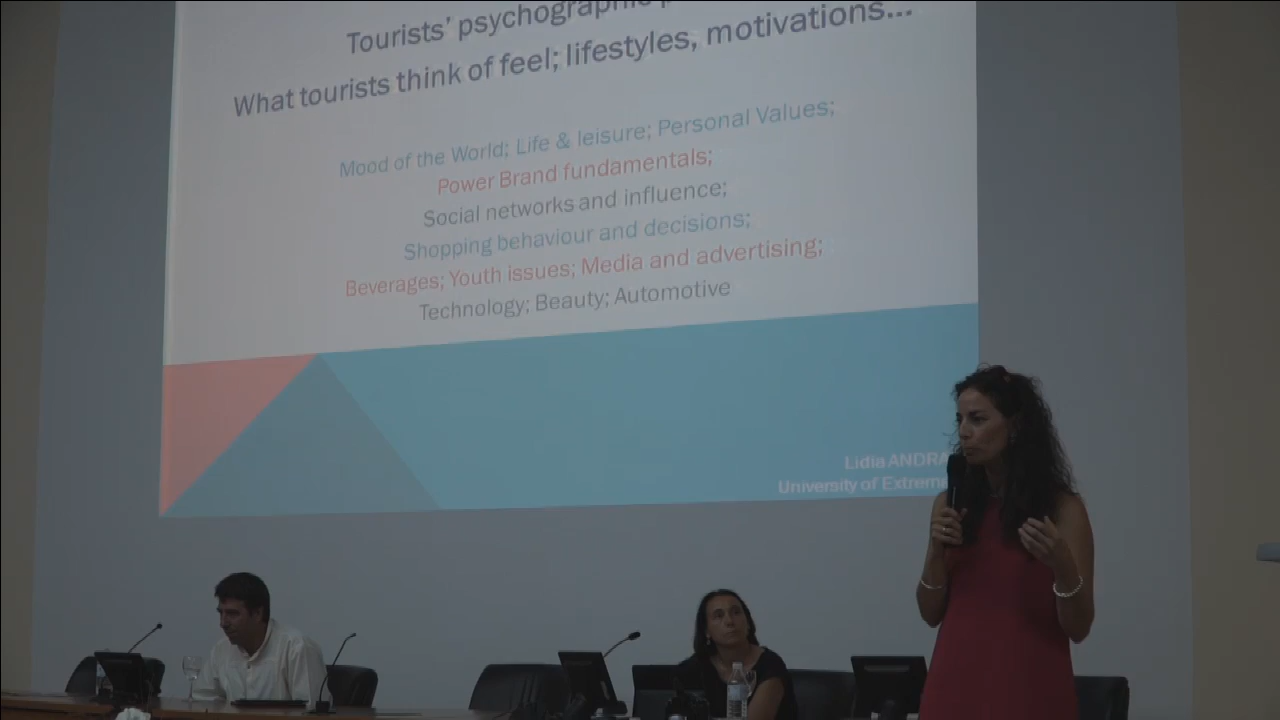 Tourists' psychographic
What tourists think of feel; lifestyles, motivations...
Mood of the World; Life & leisure; Personal Values;
Power Brand fundamentals;
Social networks and influence;
Shopping behaviour and decisions;
Beverages; Youth issues; Media and advertising;
Technology; Beauty; Automotive
Lidia
University of